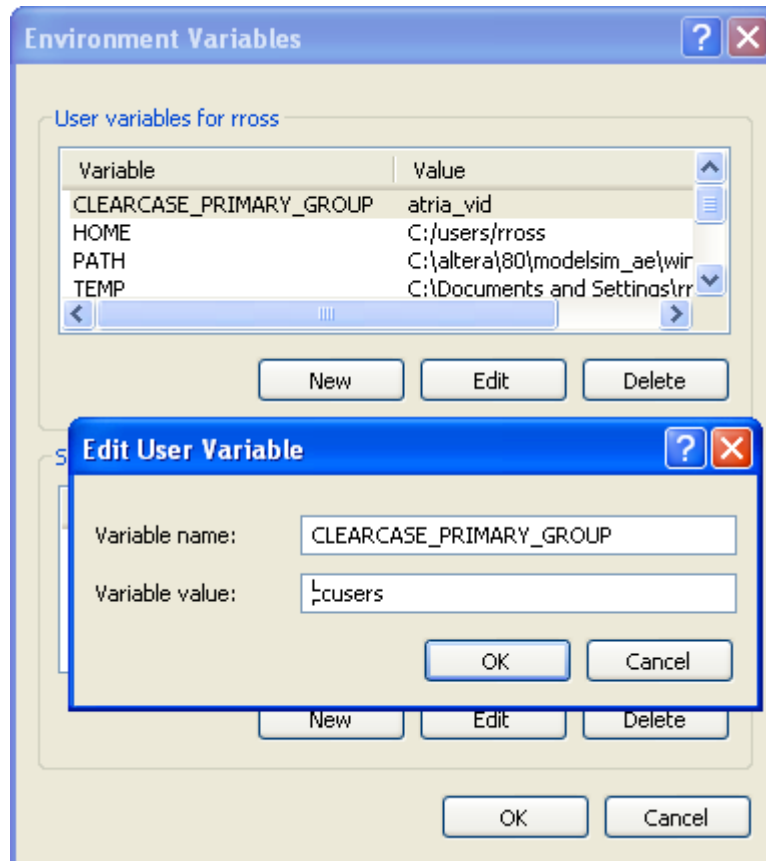 Environment Variables
User variables for rross
Variable Value
CLEARCASE_PRIMARY_GROUP atria_vid
HOME C:/users/rross
PATH C:\altera\80\modelsim_ae\wir
TEMP C:\Documents and Settings\rr
New Edit Delete
S
Edit User Variable
Variable name: CLEARCASE_PRIMARY_GROUP
Variable value: ccusers
OK Cancel
New Edit Delete
OK Cancel